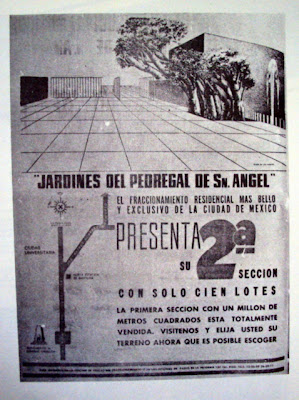 "JARDINES DEL PEDREGAL DE SN. ANGEL"
EL FRACCIONAMIENTO RESIDENCIAL MAS BELLO
Y EXCLUSIVO DE LA CIUDAD DE MEXICO
PRESENTA
SU 2a
SECCION
CIUDAD
UNIVERSITARIA
CON SOLO CIEN LOTES
LA PRIMERA SECCION CON UN MILLON DE
METROS CUADRADOS ESTA TOTALMENTE
VENDIDA. VISITENOS Y ELIJA USTED SU
TERRENO AHORA QUE ES POSIBLE ESCOGER